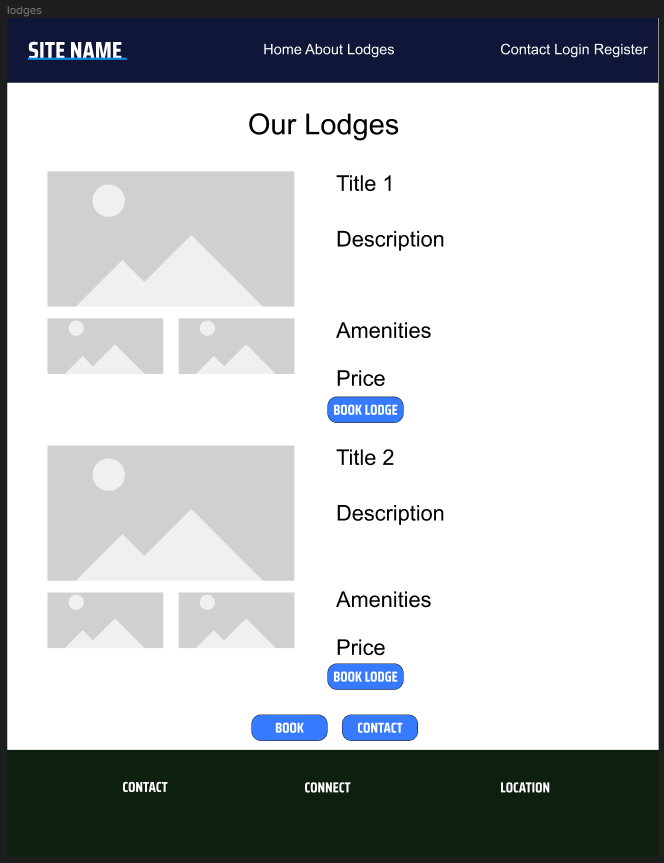 lodges
SITE NAME
Home About Lodges
Contact Login Register
Our Lodges
Title 1
Description
Amenities
Price
BOOK LODGE
Title 2
Description
Amenities
Price
BOOK LODGE
BOOK
CONTACT
CONTACT
CONNECT
LOCATION